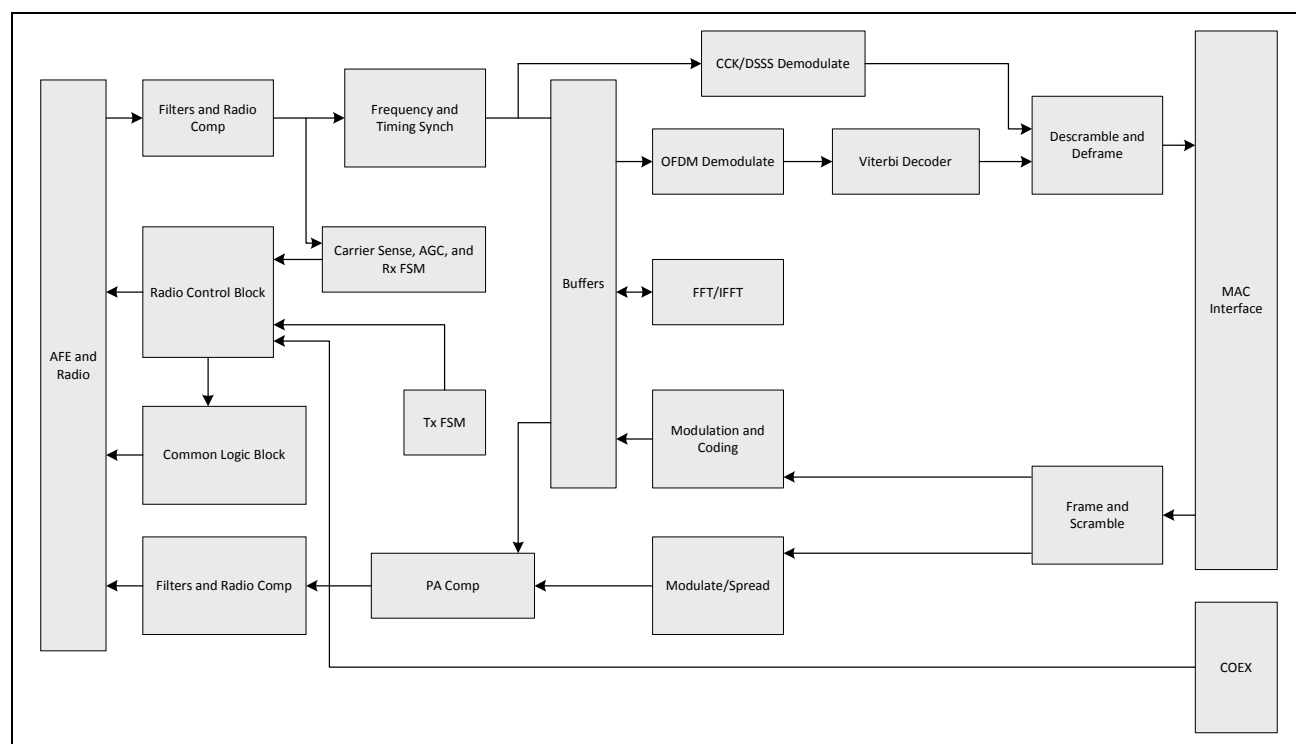 CCK/DSSS Demodulate
Filters and Radio
Comp
Frequency and
Timing Synch
Descramble and
Deframe
OFDM Demodulate
Viterbi Decoder
Carrier Sense, AGC, and
Rx FSM
Radio Control Block
Buffers
FFT/IFFT
MAC
Interface
AFE and
Radio
Tx FSM
Modulation and
Coding
Common Logic Block
Frame and
Scramble
Filters and Radio Comp
PA Comp
Modulate/Spread
COEX